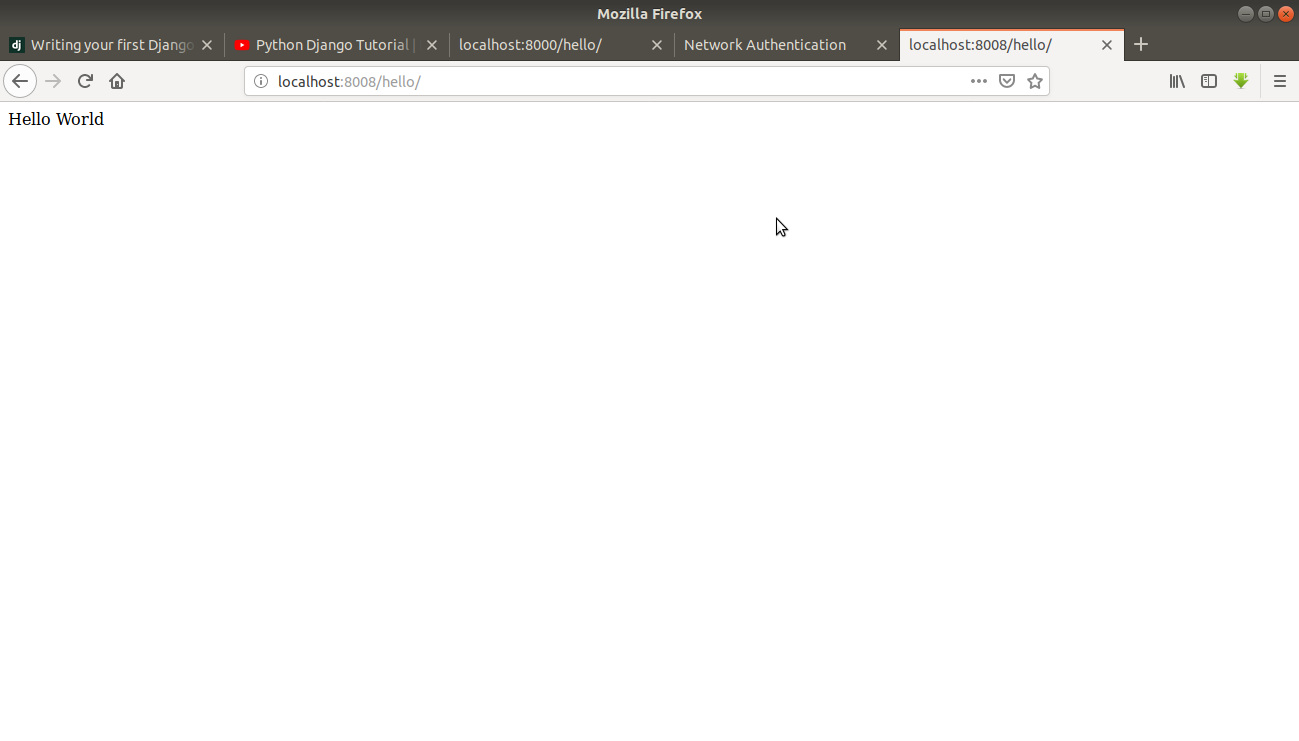 Mozilla Firefox
dj Writing your first Django
Python Django Tutorial |
localhost:8000/hello/
Network Authentication
localhost:8008/hello/
localhost:8008/hello/
Hello World